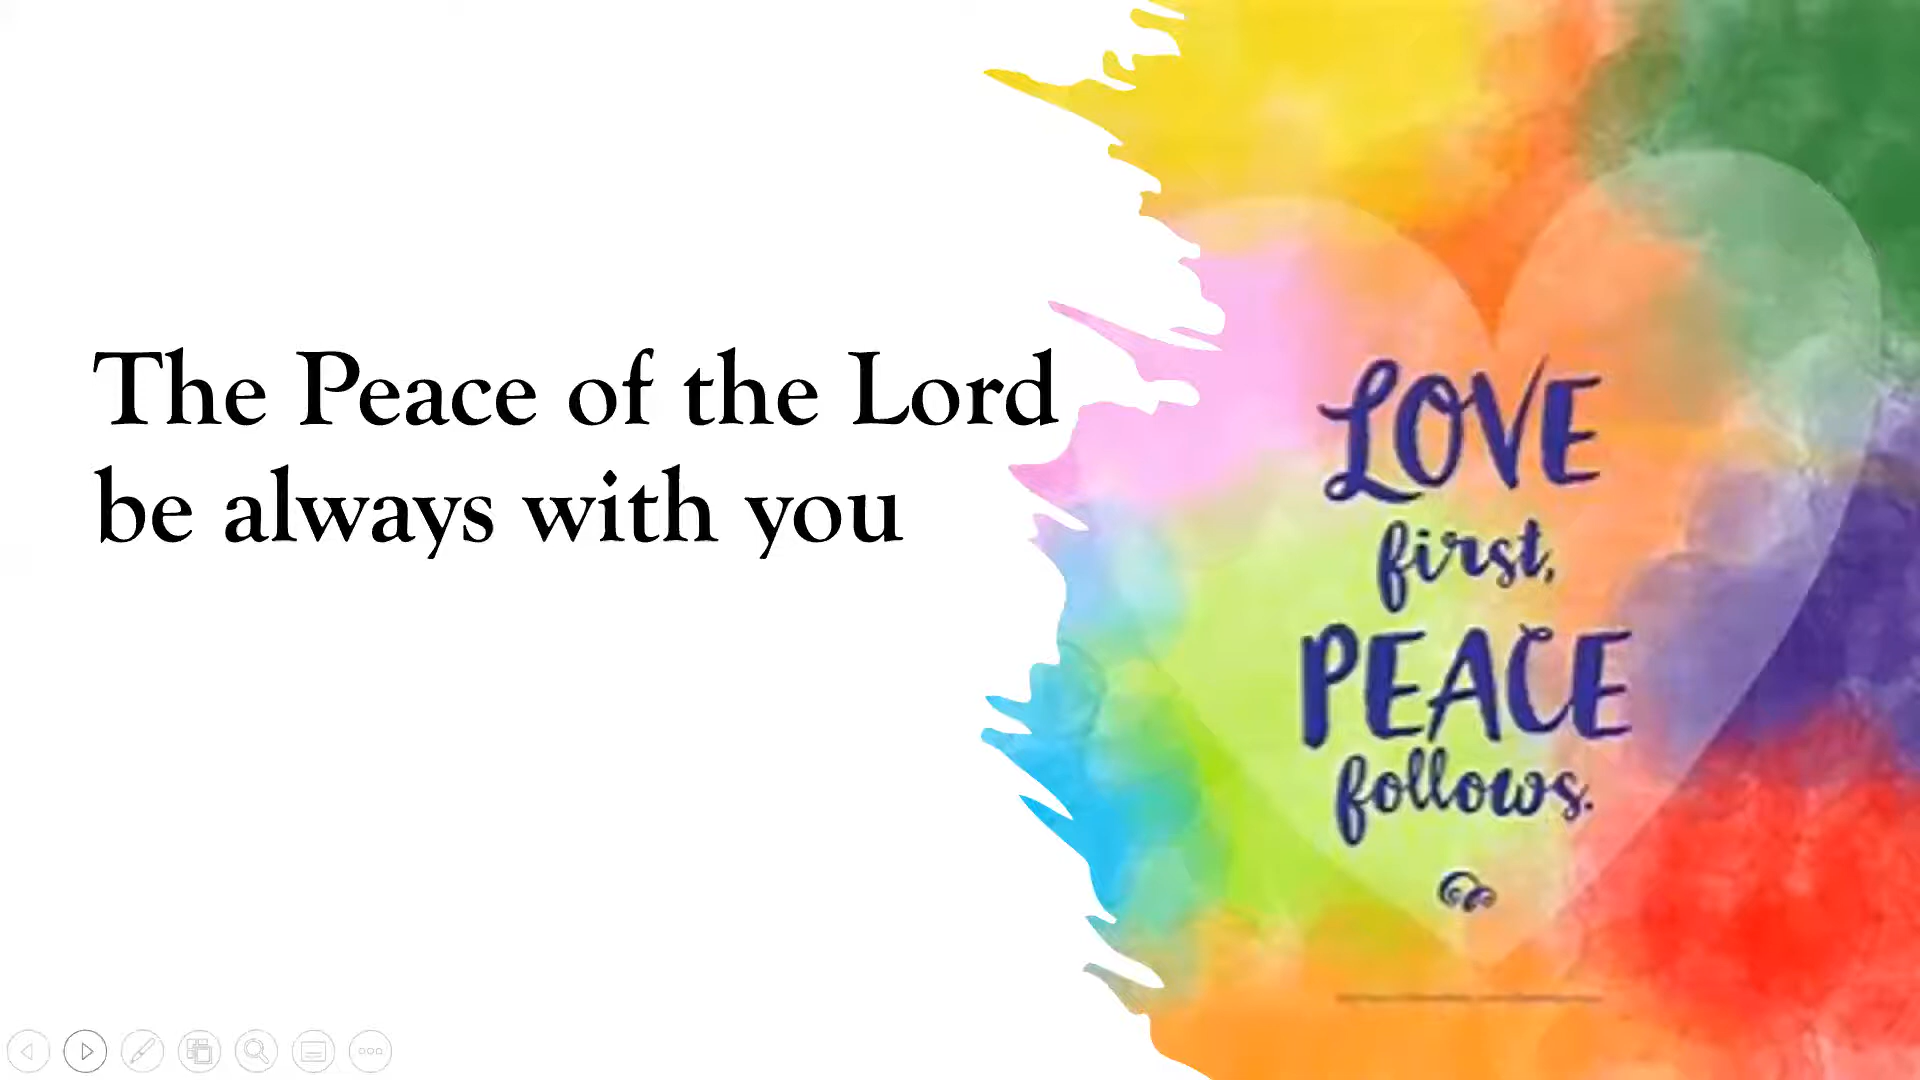 The Peace of the Lord
be always with you
LOVE
first,
PEACE
follows.